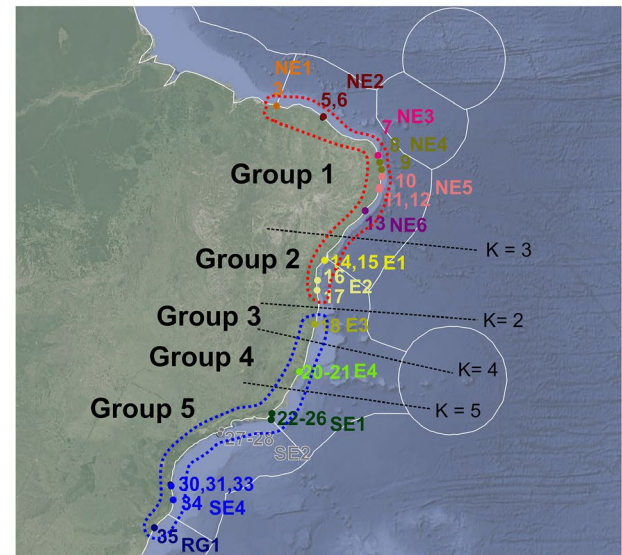 NE1
3
NE2
5,6
7 NE3
8 NE4
9
Group 1
10
NE5
11,12
13 NE6
K = 3
Group 2
14,15 E1
16
E2
17
Group 3
K= 2
18 E3
Group 4
20-21 E4
K= 4
Group 5
K = 5
22-26 SE1
27-28
SE2
30,31,33
34 SE4
35 RG1